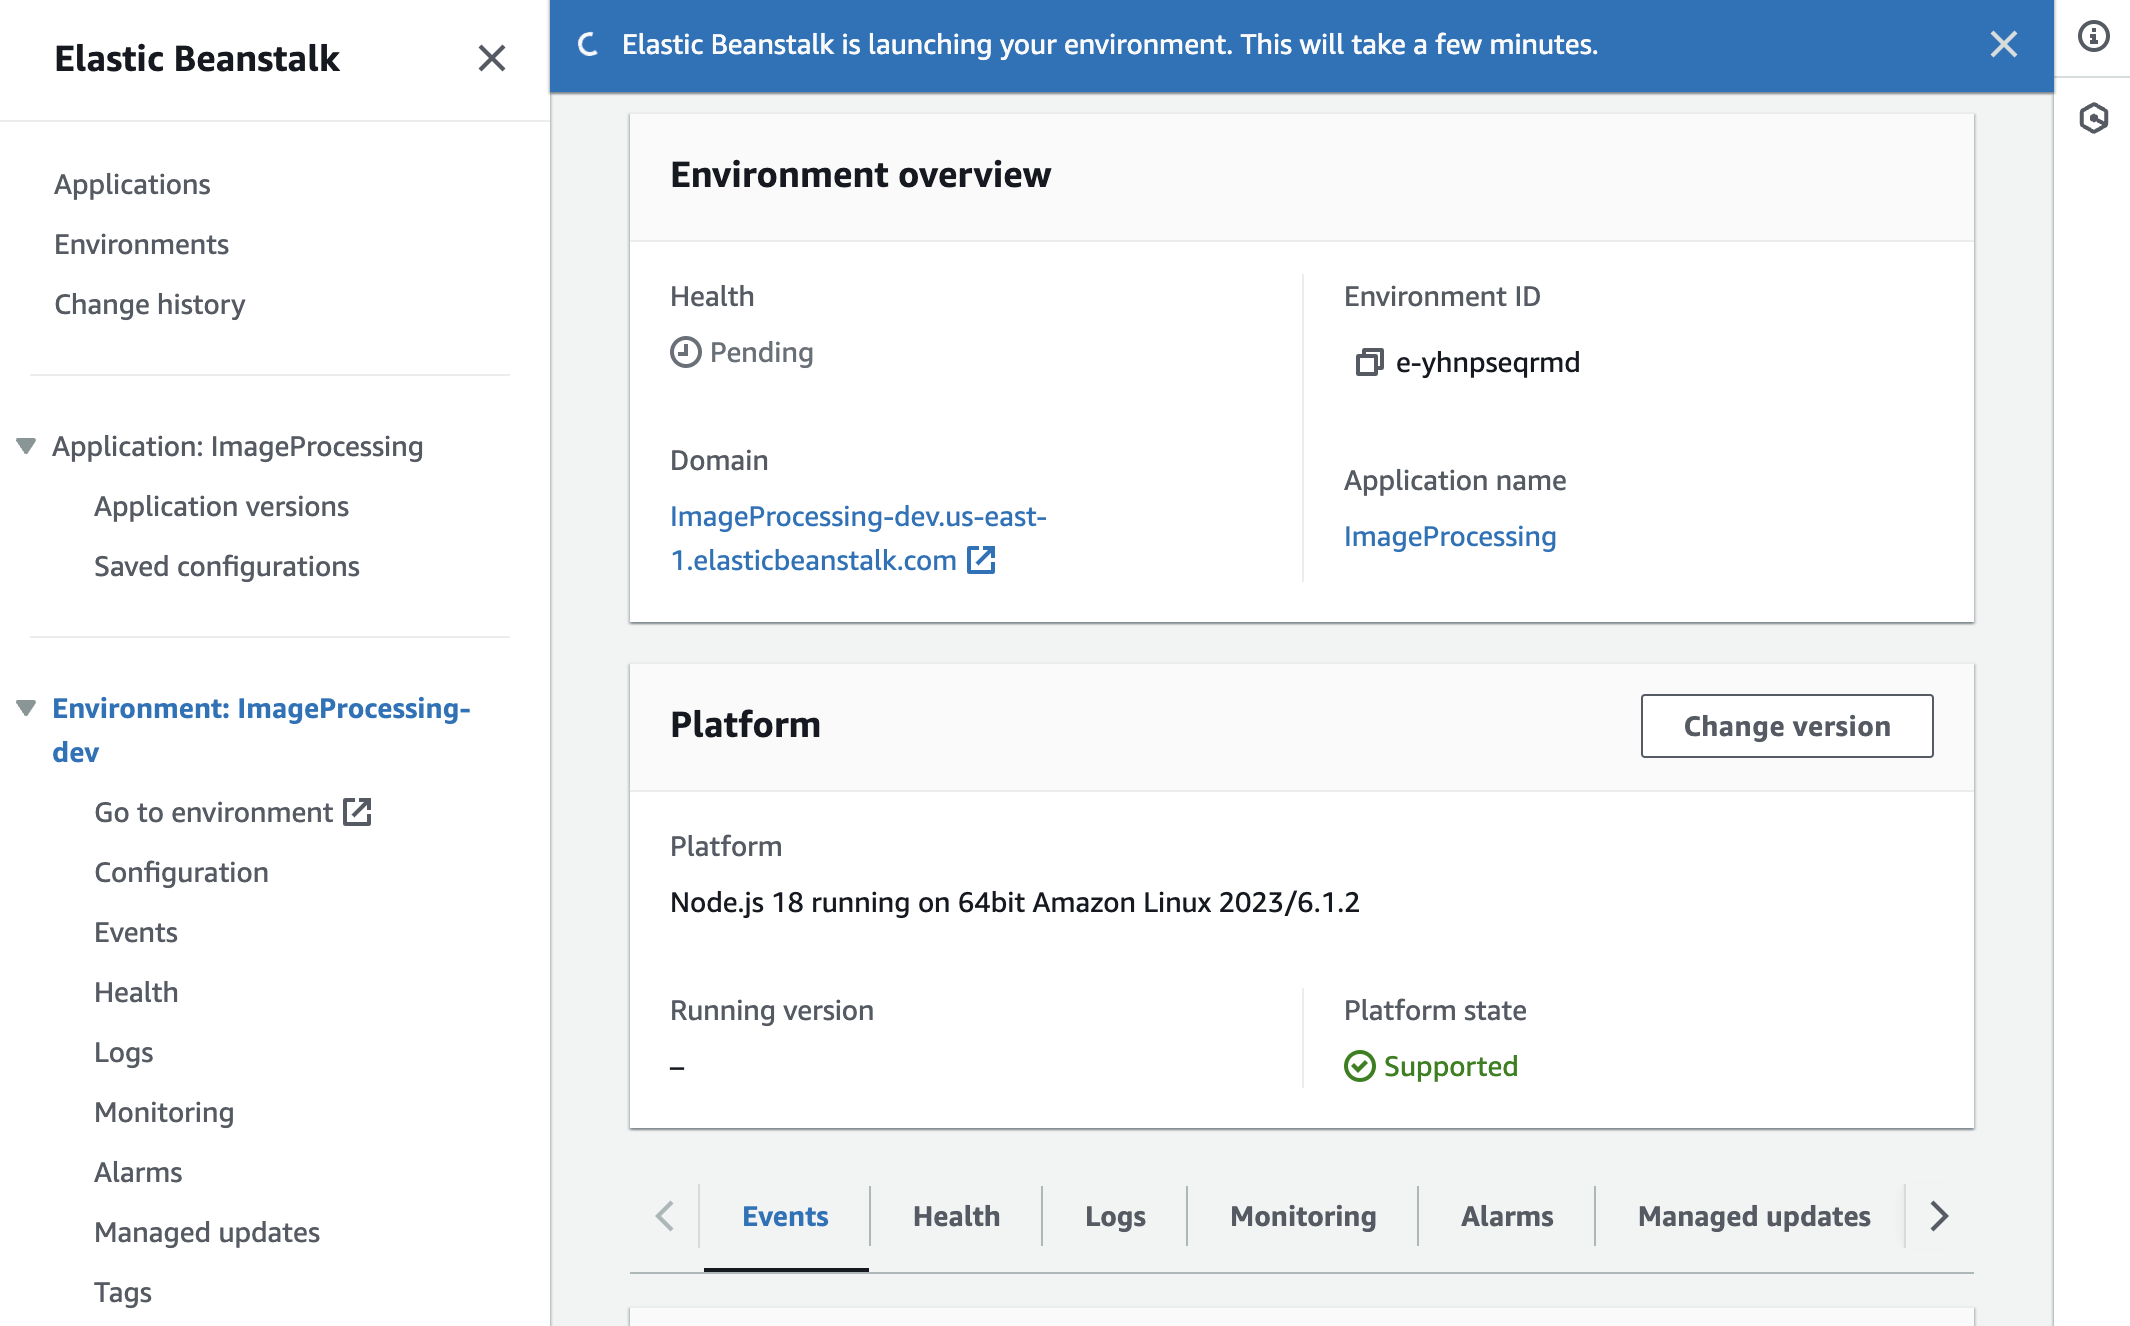 Elastic Beanstalk
Applications
Environments
Change history
Application: ImageProcessing
Application versions
Saved configurations
Environment: ImageProcessing-
dev
Go to environment
Configuration
Events
Health
Logs
Monitoring
Alarms
Managed updates
Tags
Elastic Beanstalk is launching your environment. This will take a few minutes.
Environment overview
Health
Pending
Domain
ImageProcessing-dev.us-east-
1.elasticbeanstalk.com
Environment ID
e-yhnpseqrmd
Application name
ImageProcessing
Platform
Change version
Platform
Node.js 18 running on 64bit Amazon Linux 2023/6.1.2
Running version
–
Platform state
Supported
Events
Health
Logs
Monitoring
Alarms
Managed updates